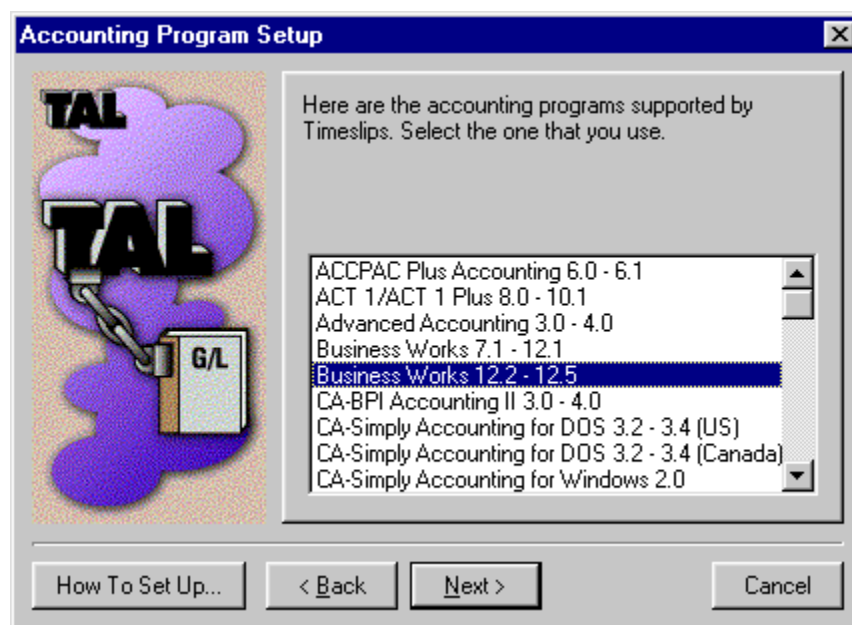 Accounting Program Setup
TAL
TAL
G/L
Here are the accounting programs supported by
Timeslips. Select the one that you use.
ACCPAC Plus Accounting 6.0 - 6.1
ACT 1/ACT 1 Plus 8.0 - 10.1
Advanced Accounting 3.0 - 4.0
Business Works 7.1 - 12.1
Business Works 12.2 - 12.5
CA-BPI Accounting II 3.0 - 4.0
CA-Simply Accounting for DOS 3.2 - 3.4 (US)
CA-Simply Accounting for DOS 3.2 - 3.4 (Canada)
CA-Simply Accounting for Windows 2.0
How To Set Up... < Back Next > Cancel